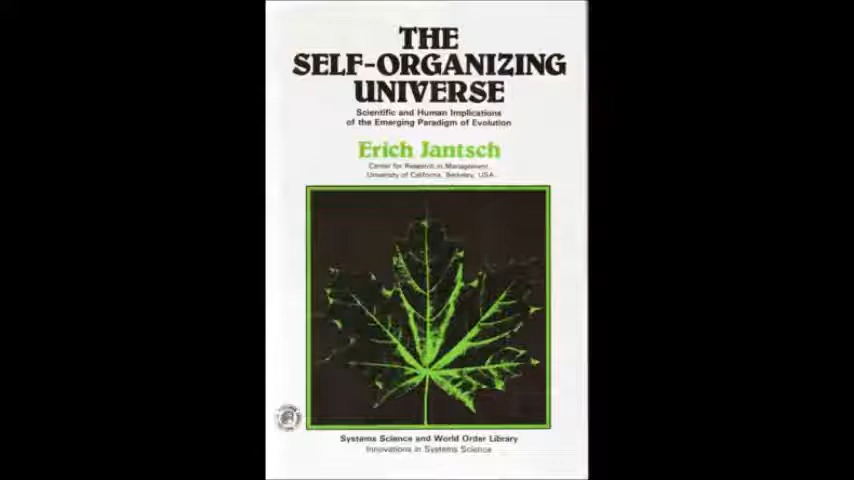 THE
SELF-ORGANIZING
UNIVERSE
Scientific and Human Implications
of the Emerging Paradigm of Evolution
Erich Jantsch
Center for Research in Management,
University of California, Berkeley, USA
Systems Science and World Order Library
Innovations in Systems Science